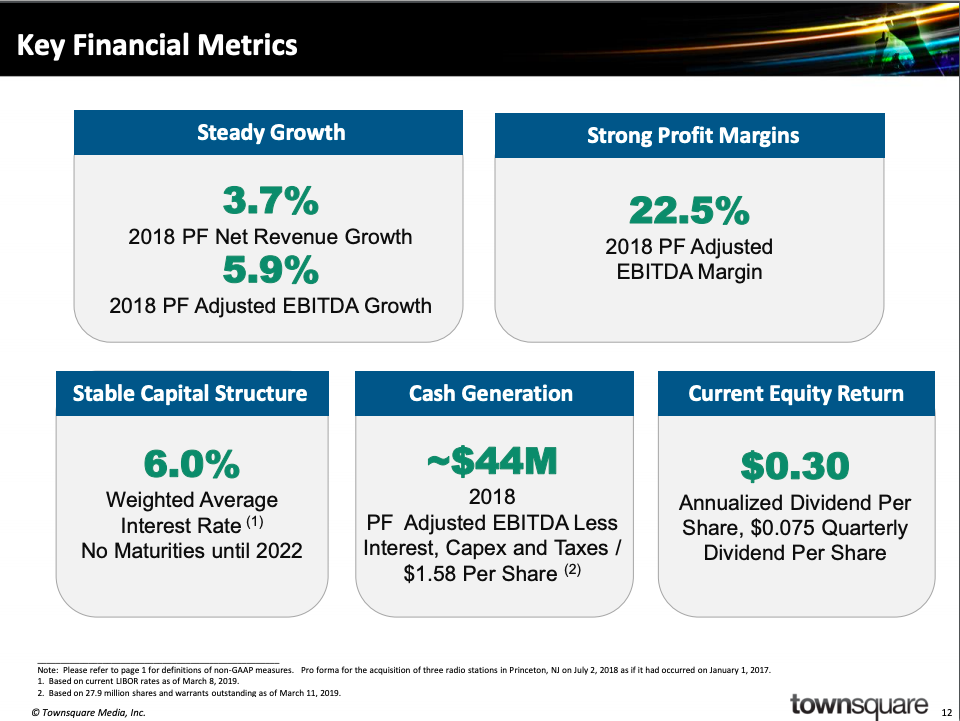 Key Financial Metrics
Steady Growth
3.7%
2018 PF Net Revenue Growth
5.9%
2018 PF Adjusted EBITDA Growth
Strong Profit Margins
22.5%
2018 PF Adjusted
EBITDA Margin
Stable Capital Structure
6.0%
Weighted Average
Interest Rate (1)
No Maturities until 2022
Cash Generation
~$44M
2018
PF Adjusted EBITDA Less
Interest, Capex and Taxes /
$1.58 Per Share (2)
Current Equity Return
$0.30
Annualized Dividend Per
Share, $0.075 Quarterly
Dividend Per Share
Note: Please refer to page 1 for definitions of non-GAAP measures. Pro forma for the acquisition of three radio stations in Princeton, NJ on July 2, 2018 as if it had occurred on January 1, 2017.
1. Based on current LIBOR rates as of March 8, 2019.
2. Based on 27.9 million shares and warrants outstanding as of March 11, 2019.
© Townsquare Media, Inc.
townsquare
12